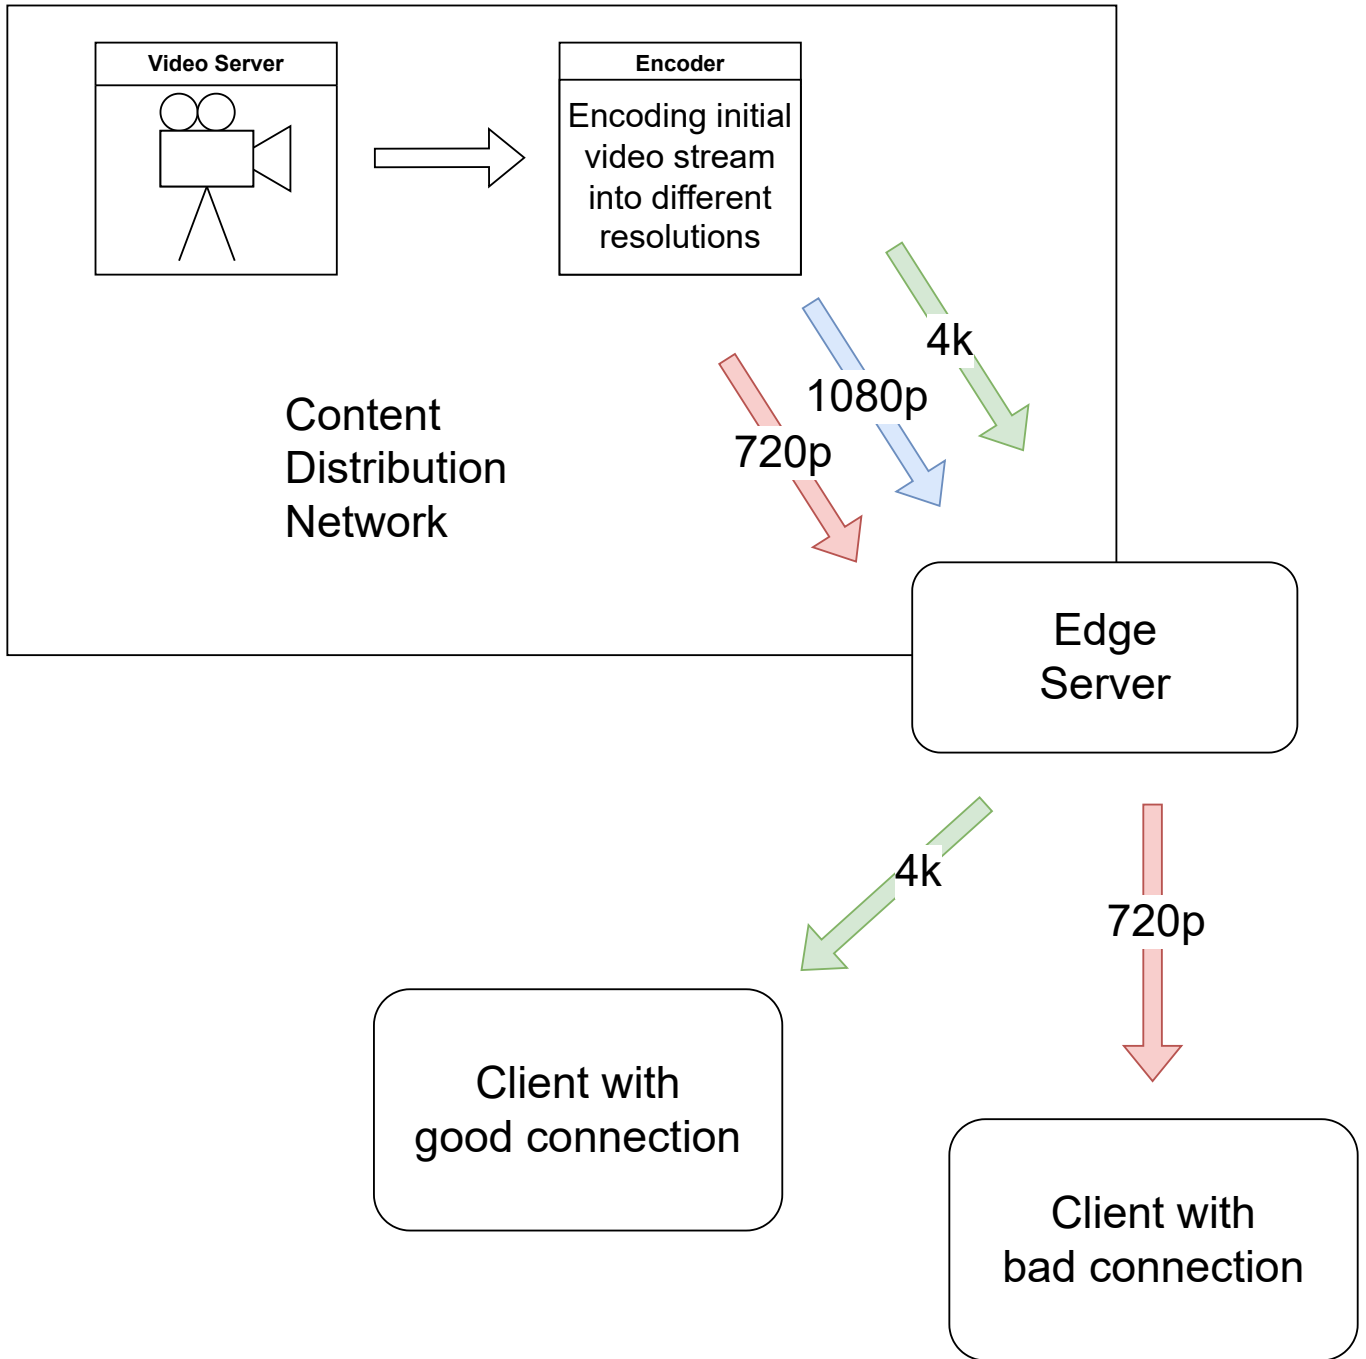 Video Server
Encoder
Encoding initial
video stream
into different
resolutions
4k
1080p
720p
Content
Distribution
Network
Edge
Server
4k
720p
Client with
good connection
Client with
bad connection